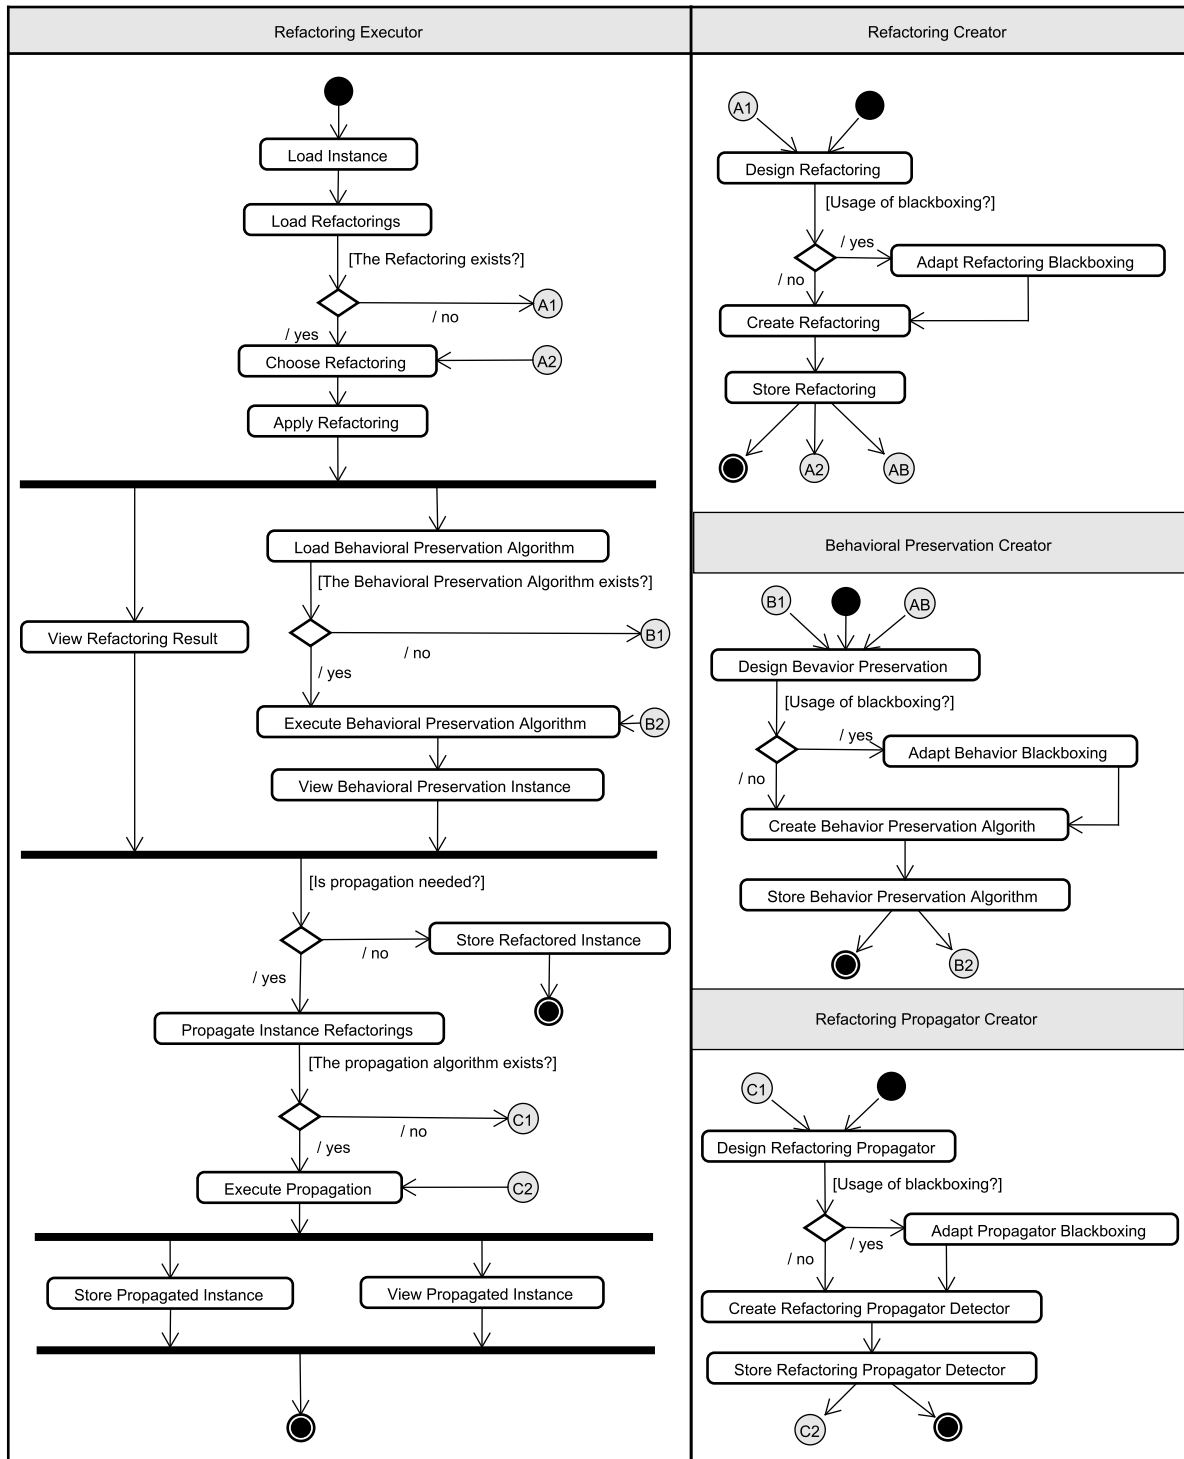 Refactoring Executor
Load Instance
Load Refactorings
[The Refactoring exists?]
/ no
A1
/ yes
Choose Refactoring
A2
Apply Refactoring
Load Behavioral Preservation Algorithm
[The Behavioral Preservation Algorithm exists?]
View Refactoring Result
/ no
B1
/ yes
Execute Behavioral Preservation Algorithm
B2
View Behavioral Preservation Instance
[Is propagation needed?]
/ no
Store Refactored Instance
/ yes
Propagate Instance Refactorings
[The propagation algorithm exists?]
/ no
C1
/ yes
Execute Propagation
C2
Store Propagated Instance
View Propagated Instance
Refactoring Creator
A1
Design Refactoring
[Usage of blackboxing?]
/ yes
Adapt Refactoring Blackboxing
/ no
Create Refactoring
Store Refactoring
A2
AB
Behavioral Preservation Creator
B1
AB
Design Bevavior Preservation
[Usage of blackboxing?]
/ yes
Adapt Behavior Blackboxing
/ no
Create Behavior Preservation Algorith
Store Behavior Preservation Algorithm
B2
Refactoring Propagator Creator
C1
Design Refactoring Propagator
[Usage of blackboxing?]
/ yes
Adapt Propagator Blackboxing
/ no
Create Refactoring Propagator Detector
Store Refactoring Propagator Detector
C2